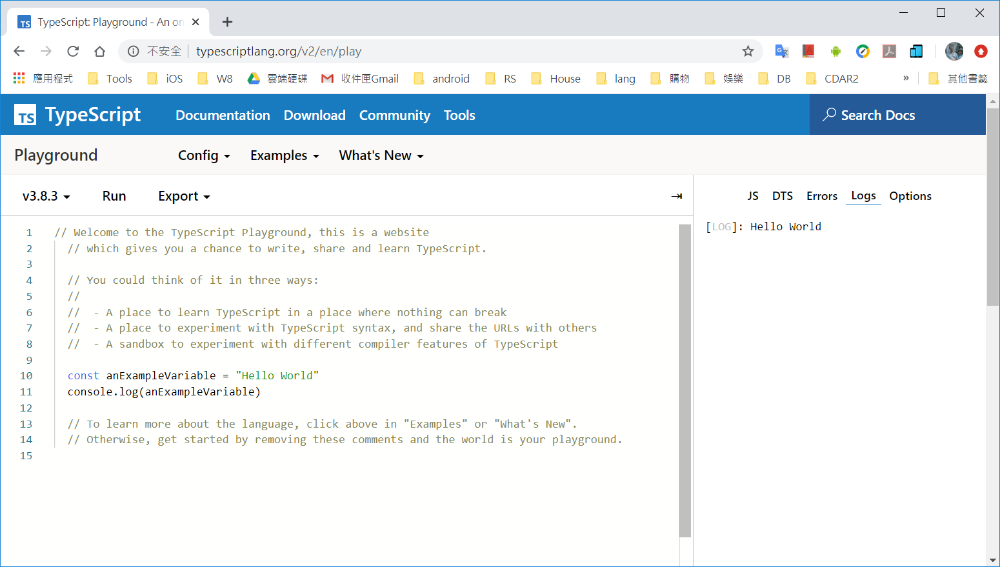 TS TypeScript: Playground - An on
不安全 typescriptlang.org/v2/en/play
應用程式 Tools iOS W8 雲端硬碟 收件匣Gmail android RS House lang 購物 娛樂 DB CDAR2 » 其他書籤
TS TypeScript Documentation Download Community Tools Search Docs
Playground Config Examples What's New
v3.8.3 Run Export JS DTS Errors Logs Options
[LOG]: Hello World
1 // Welcome to the TypeScript Playground, this is a website
2 // which gives you a chance to write, share and learn TypeScript.
3
4 // You could think of it in three ways:
5 //
6 //  - A place to learn TypeScript in a place where nothing can break
7 //  - A place to experiment with TypeScript syntax, and share the URLs with others
8 //  - A sandbox to experiment with different compiler features of TypeScript
9
10 const anExampleVariable = "Hello World"
11 console.log(anExampleVariable)
12
13 // To learn more about the language, click above in "Examples" or "What's New".
14 // Otherwise, get started by removing these comments and the world is your playground.
15